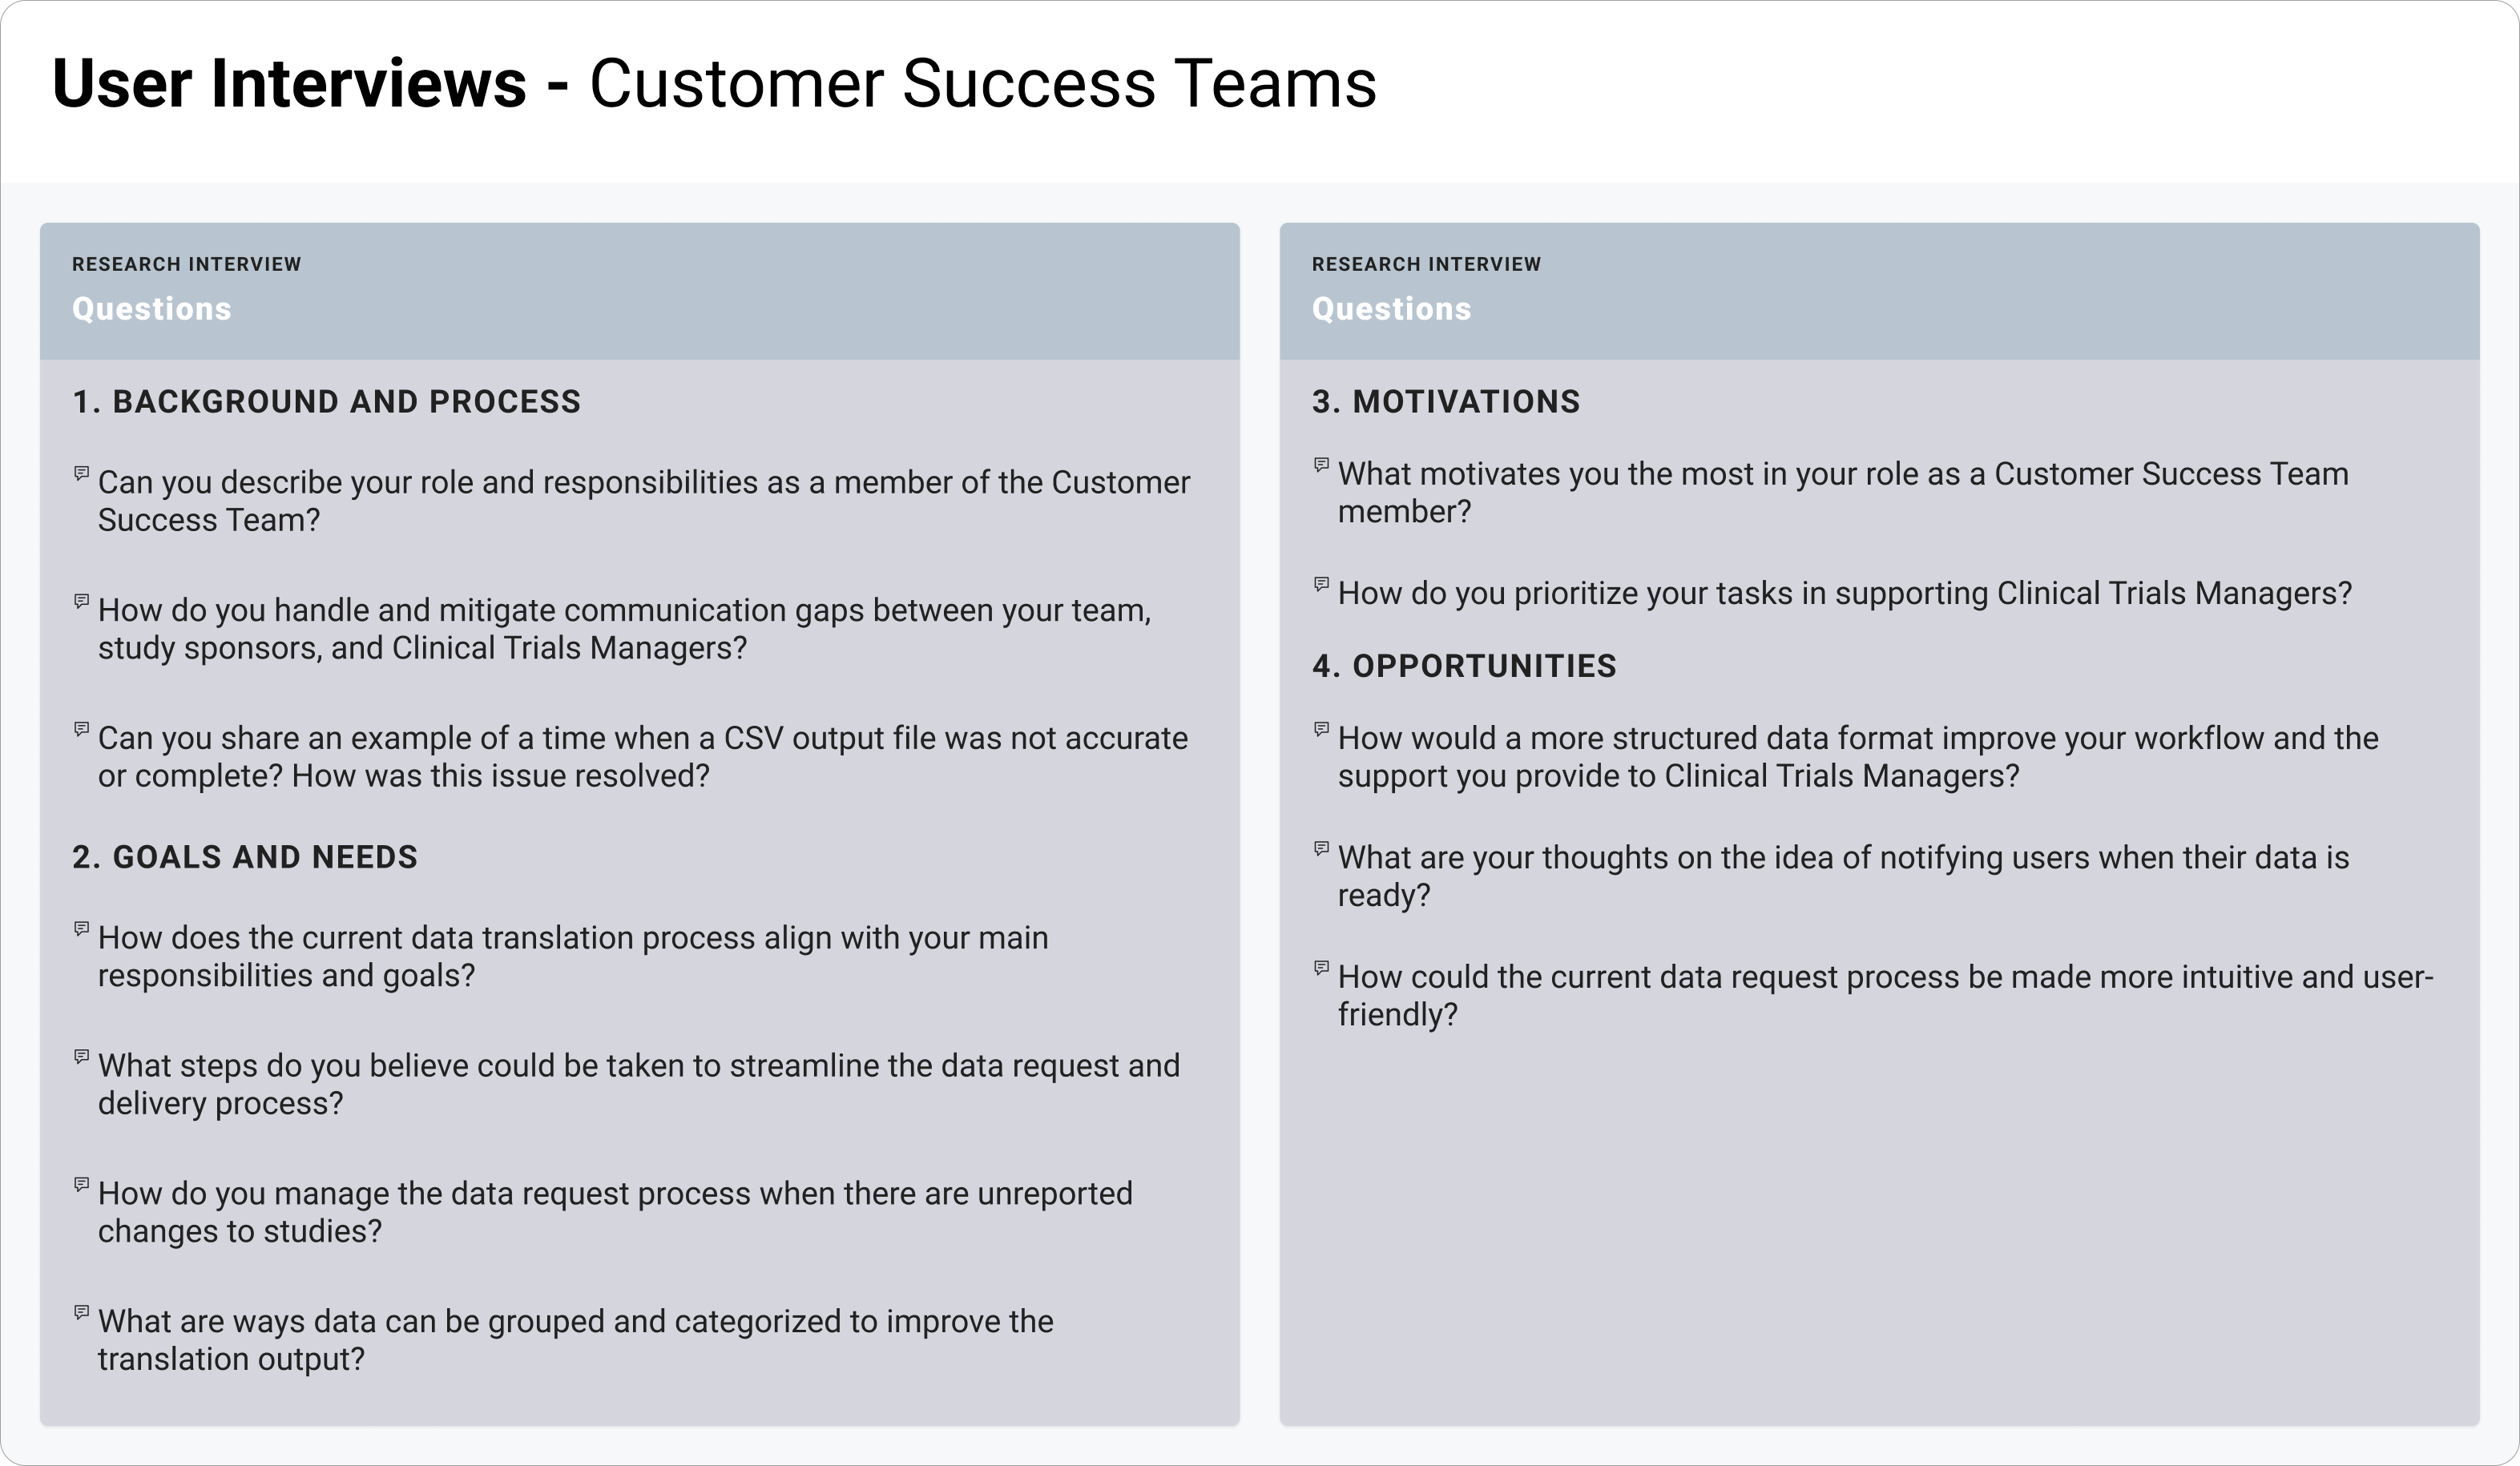 User Interviews - Customer Success Teams
RESEARCH INTERVIEW
Questions
1. BACKGROUND AND PROCESS
Can you describe your role and responsibilities as a member of the Customer
Success Team?
How do you handle and mitigate communication gaps between your team,
study sponsors, and Clinical Trials Managers?
Can you share an example of a time when a CSV output file was not accurate
or complete? How was this issue resolved?
2. GOALS AND NEEDS
How does the current data translation process align with your main
responsibilities and goals?
What steps do you believe could be taken to streamline the data request and
delivery process?
How do you manage the data request process when there are unreported
changes to studies?
What are ways data can be grouped and categorized to improve the
translation output?
RESEARCH INTERVIEW
Questions
3. MOTIVATIONS
What motivates you the most in your role as a Customer Success Team
member?
How do you prioritize your tasks in supporting Clinical Trials Managers?
4. OPPORTUNITIES
How would a more structured data format improve your workflow and the
support you provide to Clinical Trials Managers?
What are your thoughts on the idea of notifying users when their data is
ready?
How could the current data request process be made more intuitive and user-
friendly?